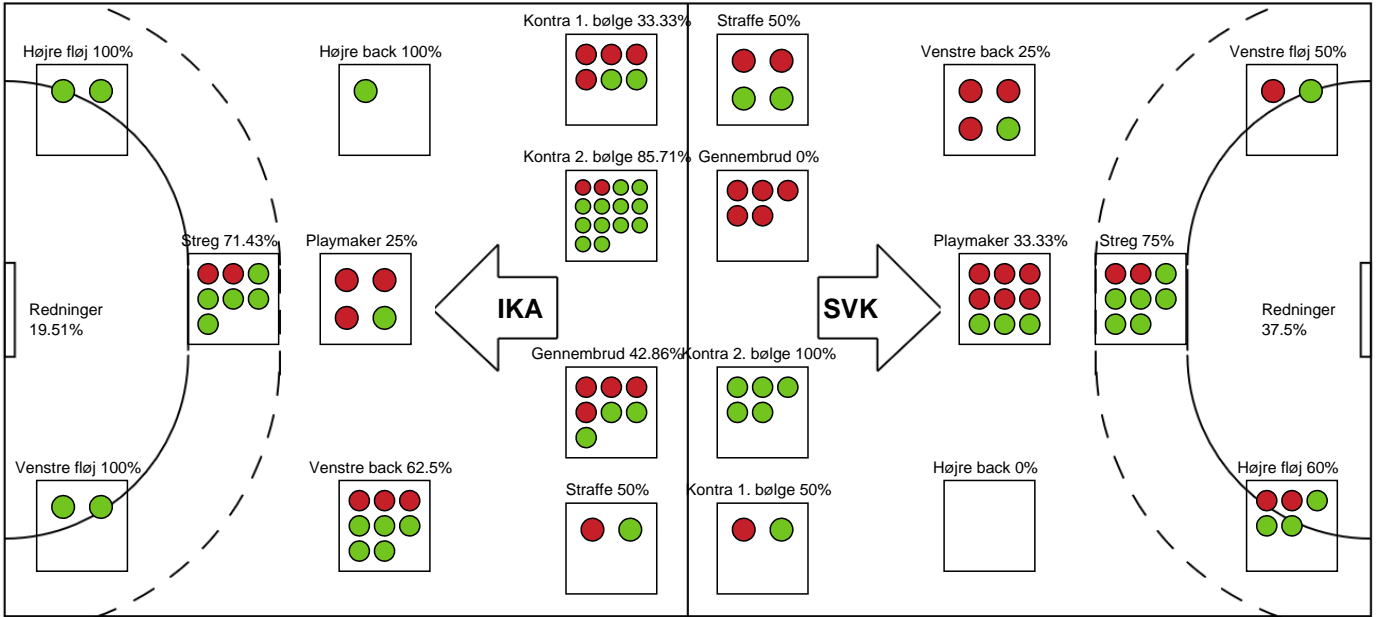 Kontra 1. bølge 33.33%
Straffe 50%
Højre fløj 100%
Højre back 100%
Venstre back 25%
Venstre fløj 50%
Kontra 2. bølge 85.71%
Gennembrud 0%
Streg 71.43%
Playmaker 25%
Playmaker 33.33%
Streg 75%
Redninger
19.51%
IKA
SVK
Redninger
37.5%
Gennembrud 42.86%
Kontra 2. bølge 100%
Venstre fløj 100%
Venstre back 62.5%
Højre back 0%
Højre fløj 60%
Straffe 50%
Kontra 1. bølge 50%